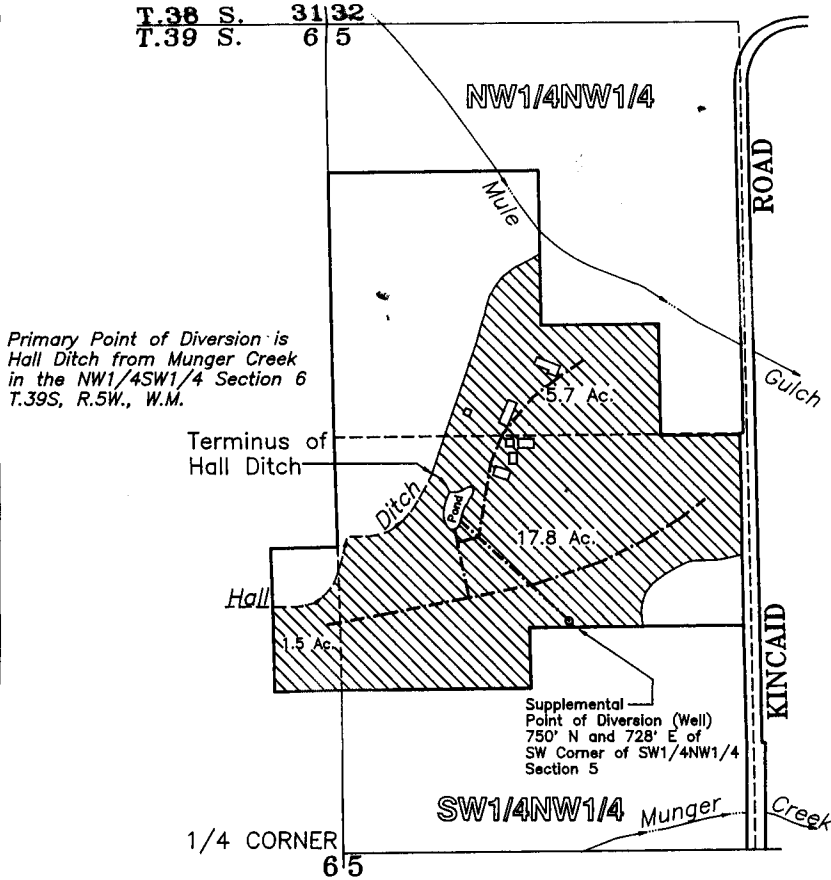 T.38 S. 31 32
T.39 S. 6 5
NW1/4NW1/4
ROAD
Mule
Gulch
Primary Point of Diversion is
Hall Ditch from Munger Creek
in the NW1/4SW1/4 Section 6
T.39S, R.5W., W.M.
5.7 Ac.
Terminus of
Hall Ditch
Pond
Ditch
17.8 Ac.
Hall
1.5 Ac.
KINCAID
Supplemental
Point of Diversion (Well)
750' N and 728' E of
SW Corner of SW1/4NW1/4
Section 5
SW1/4NW1/4
Munger Creek
1/4 CORNER
6 5